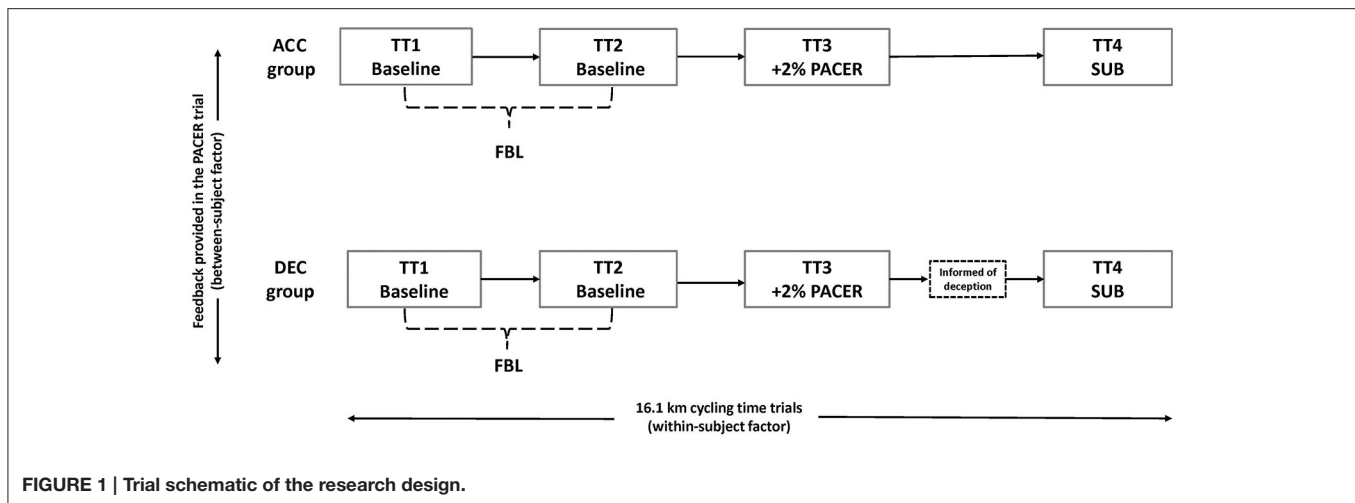 Feedback provided in the PACER trial
(between-subject factor)
ACC
group
TT1
Baseline
TT2
Baseline
TT3
+2% PACER
TT4
SUB
FBL
DEC
group
TT1
Baseline
TT2
Baseline
TT3
+2% PACER
Informed of
deception
TT4
SUB
FBL
16.1 km cycling time trials
(within-subject factor)
FIGURE 1 | Trial schematic of the research design.